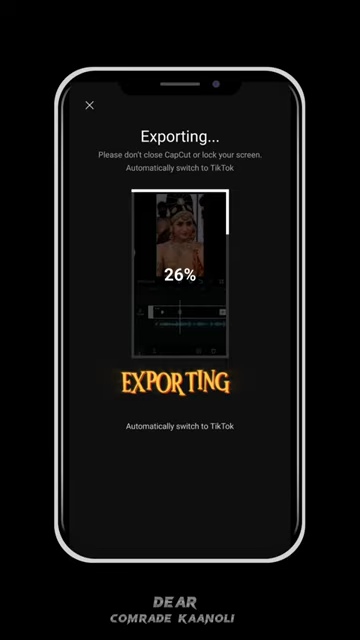 Exporting...
Please don't close CapCut or lock your screen.
Automatically switch to TikTok
26%
EXPORTING
Automatically switch to TikTok
DEAR
COMRADE KAANOLI